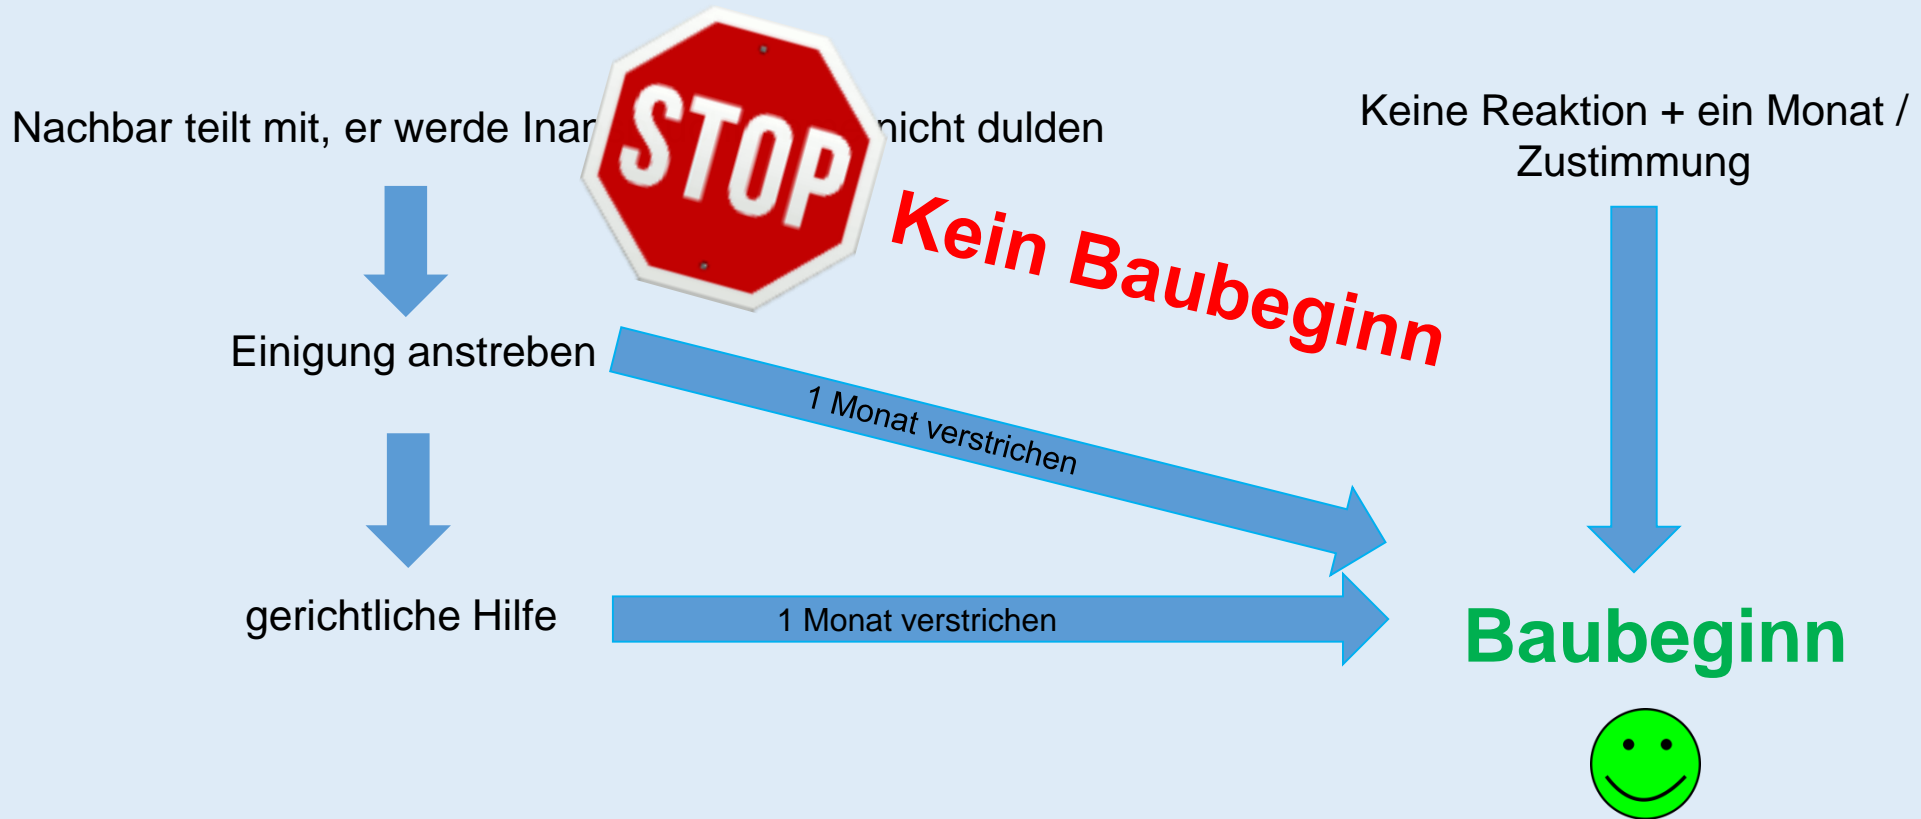 Nachbar teilt mit, er werde nicht dulden
STOP
Keine Reaktion + ein Monat /
Zustimmung
Kein Baubeginn
Einigung anstreben
1 Monat verstrichen
gerichtliche Hilfe
1 Monat verstrichen
Baubeginn